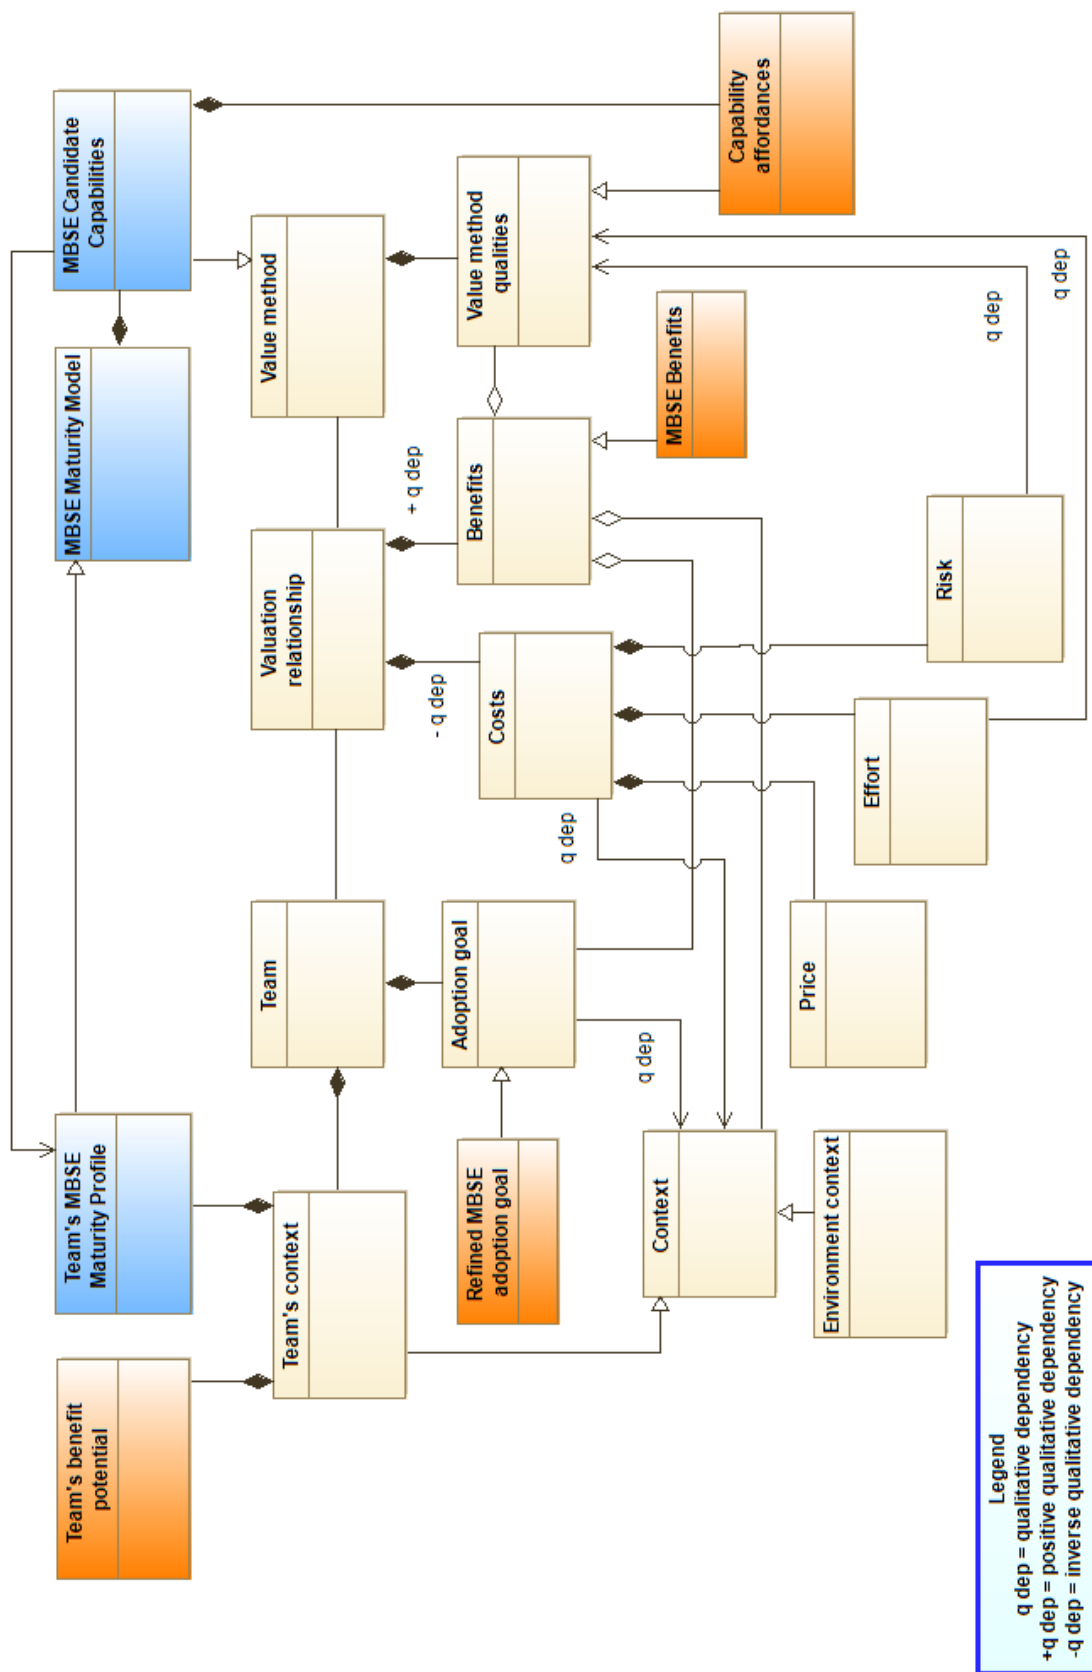 Team's benefit
potential
Team's MBSE
Maturity Profile
MBSE Maturity Model
MBSE Candidate
Capabilities
Team's context
Team
Valuation
relationship
Value method
- q dep
+ q dep
Refined MBSE
adoption goal
Adoption goal
Costs
Benefits
Value method
qualities
q dep
q dep
Context
MBSE Benefits
Capability
affordances
Environment context
Price
Effort
Risk
q dep
q dep
Legend
q dep = qualitative dependency
+q dep = positive qualitative dependency
-q dep = inverse qualitative dependency